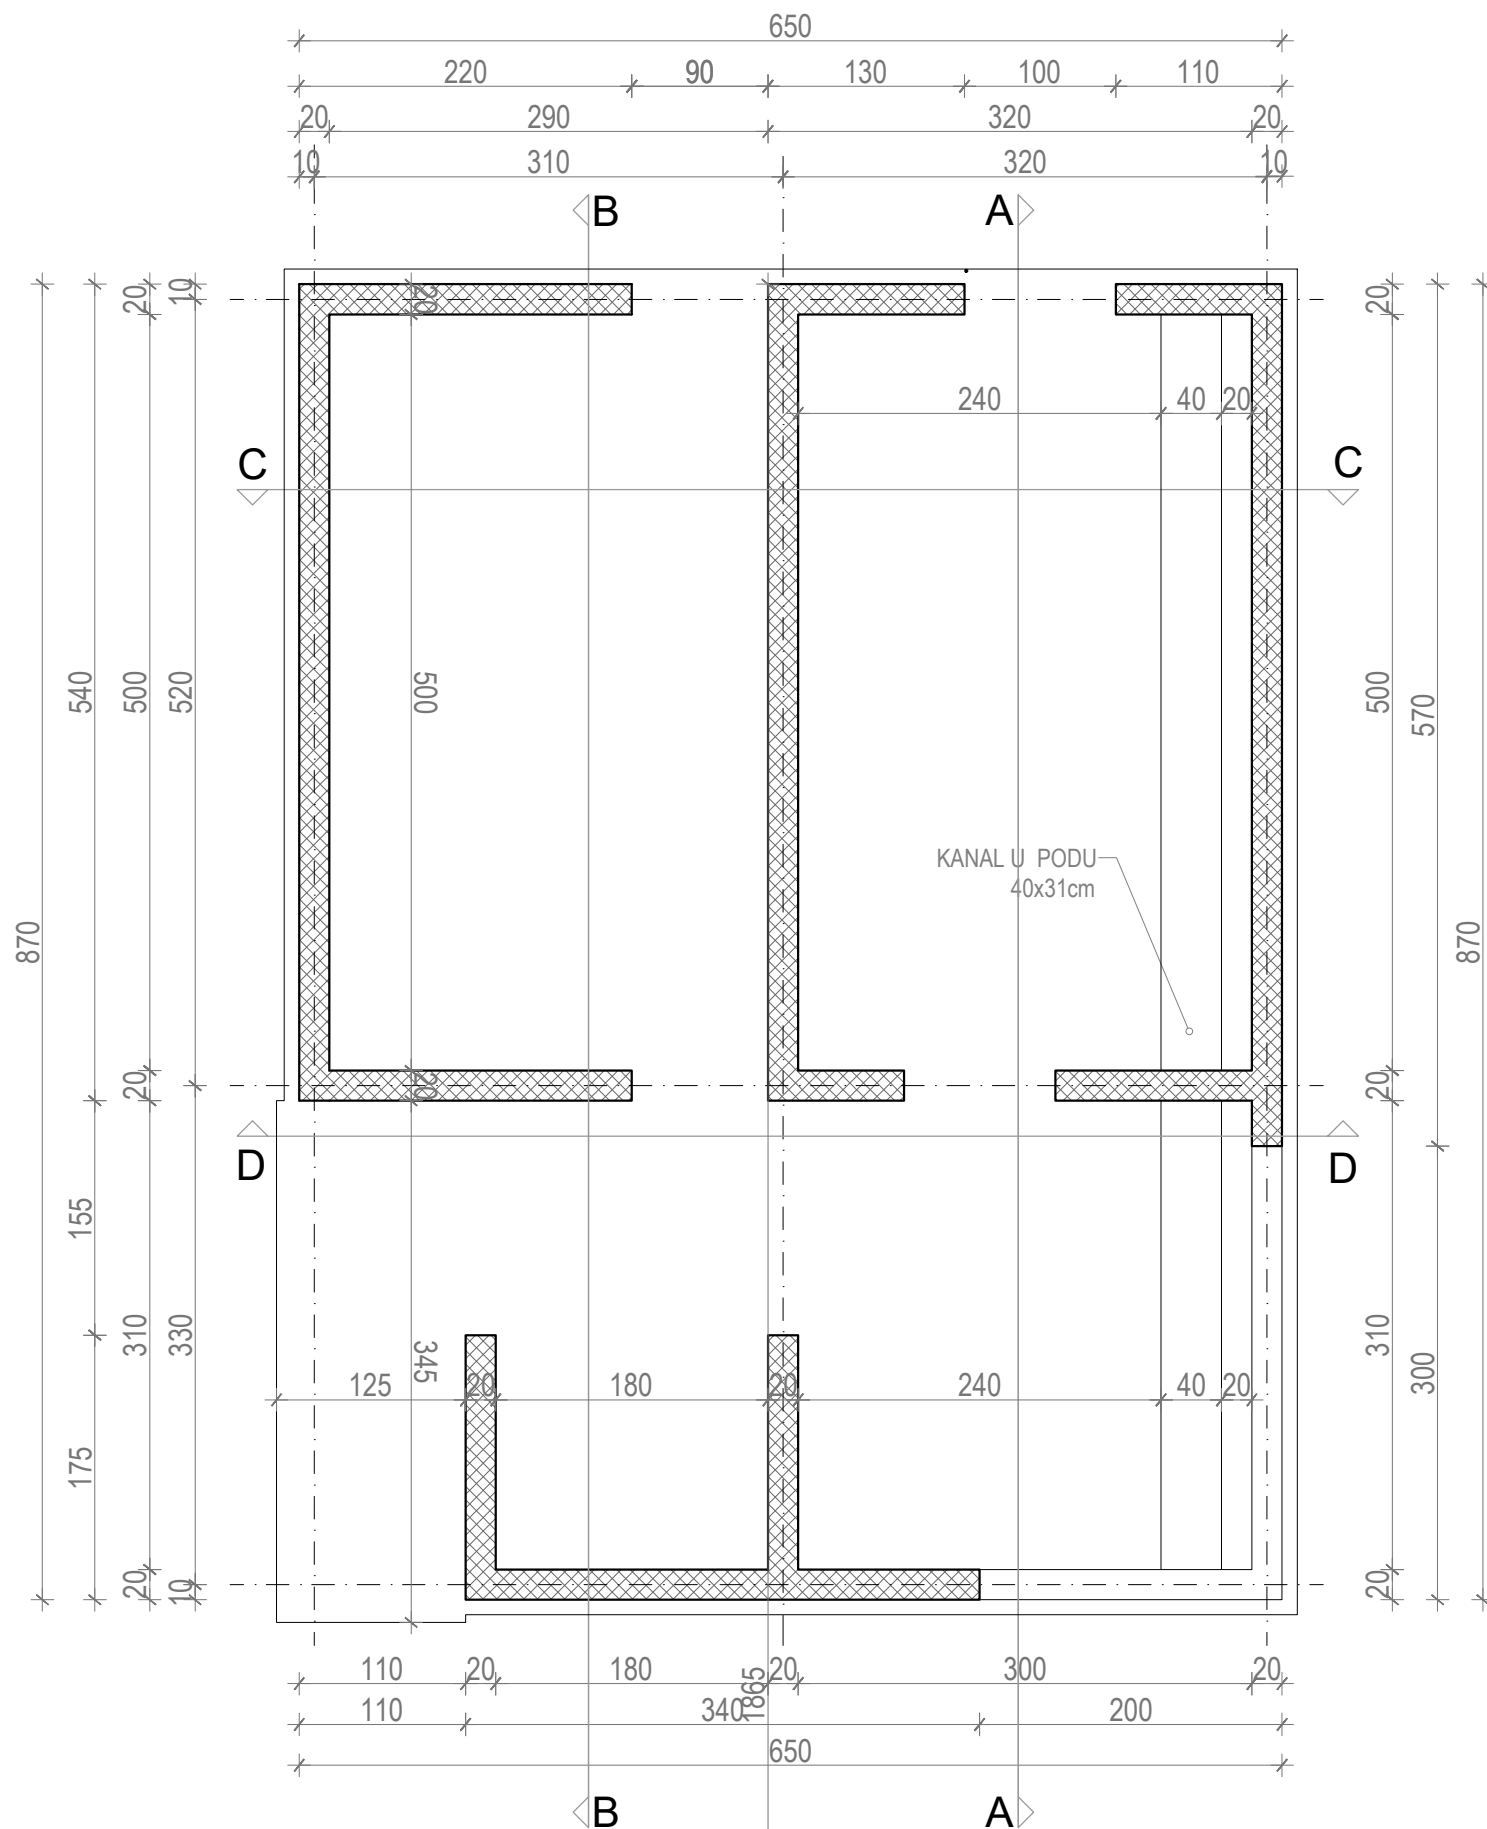 650
220 90 130 100 110
20 290 320 20
10 310 320 10
B A
20 10 20 20
240 40 20
C C
540 500 520 500 500 570
KANAL U PODU
40x31cm
870 870
20 20 20
D D
155
310 330 345 310 300
125 20 180 20 240 40 20
175
20 10 20
110 20 180 20 300 20
110 340 1865 200
650
B A